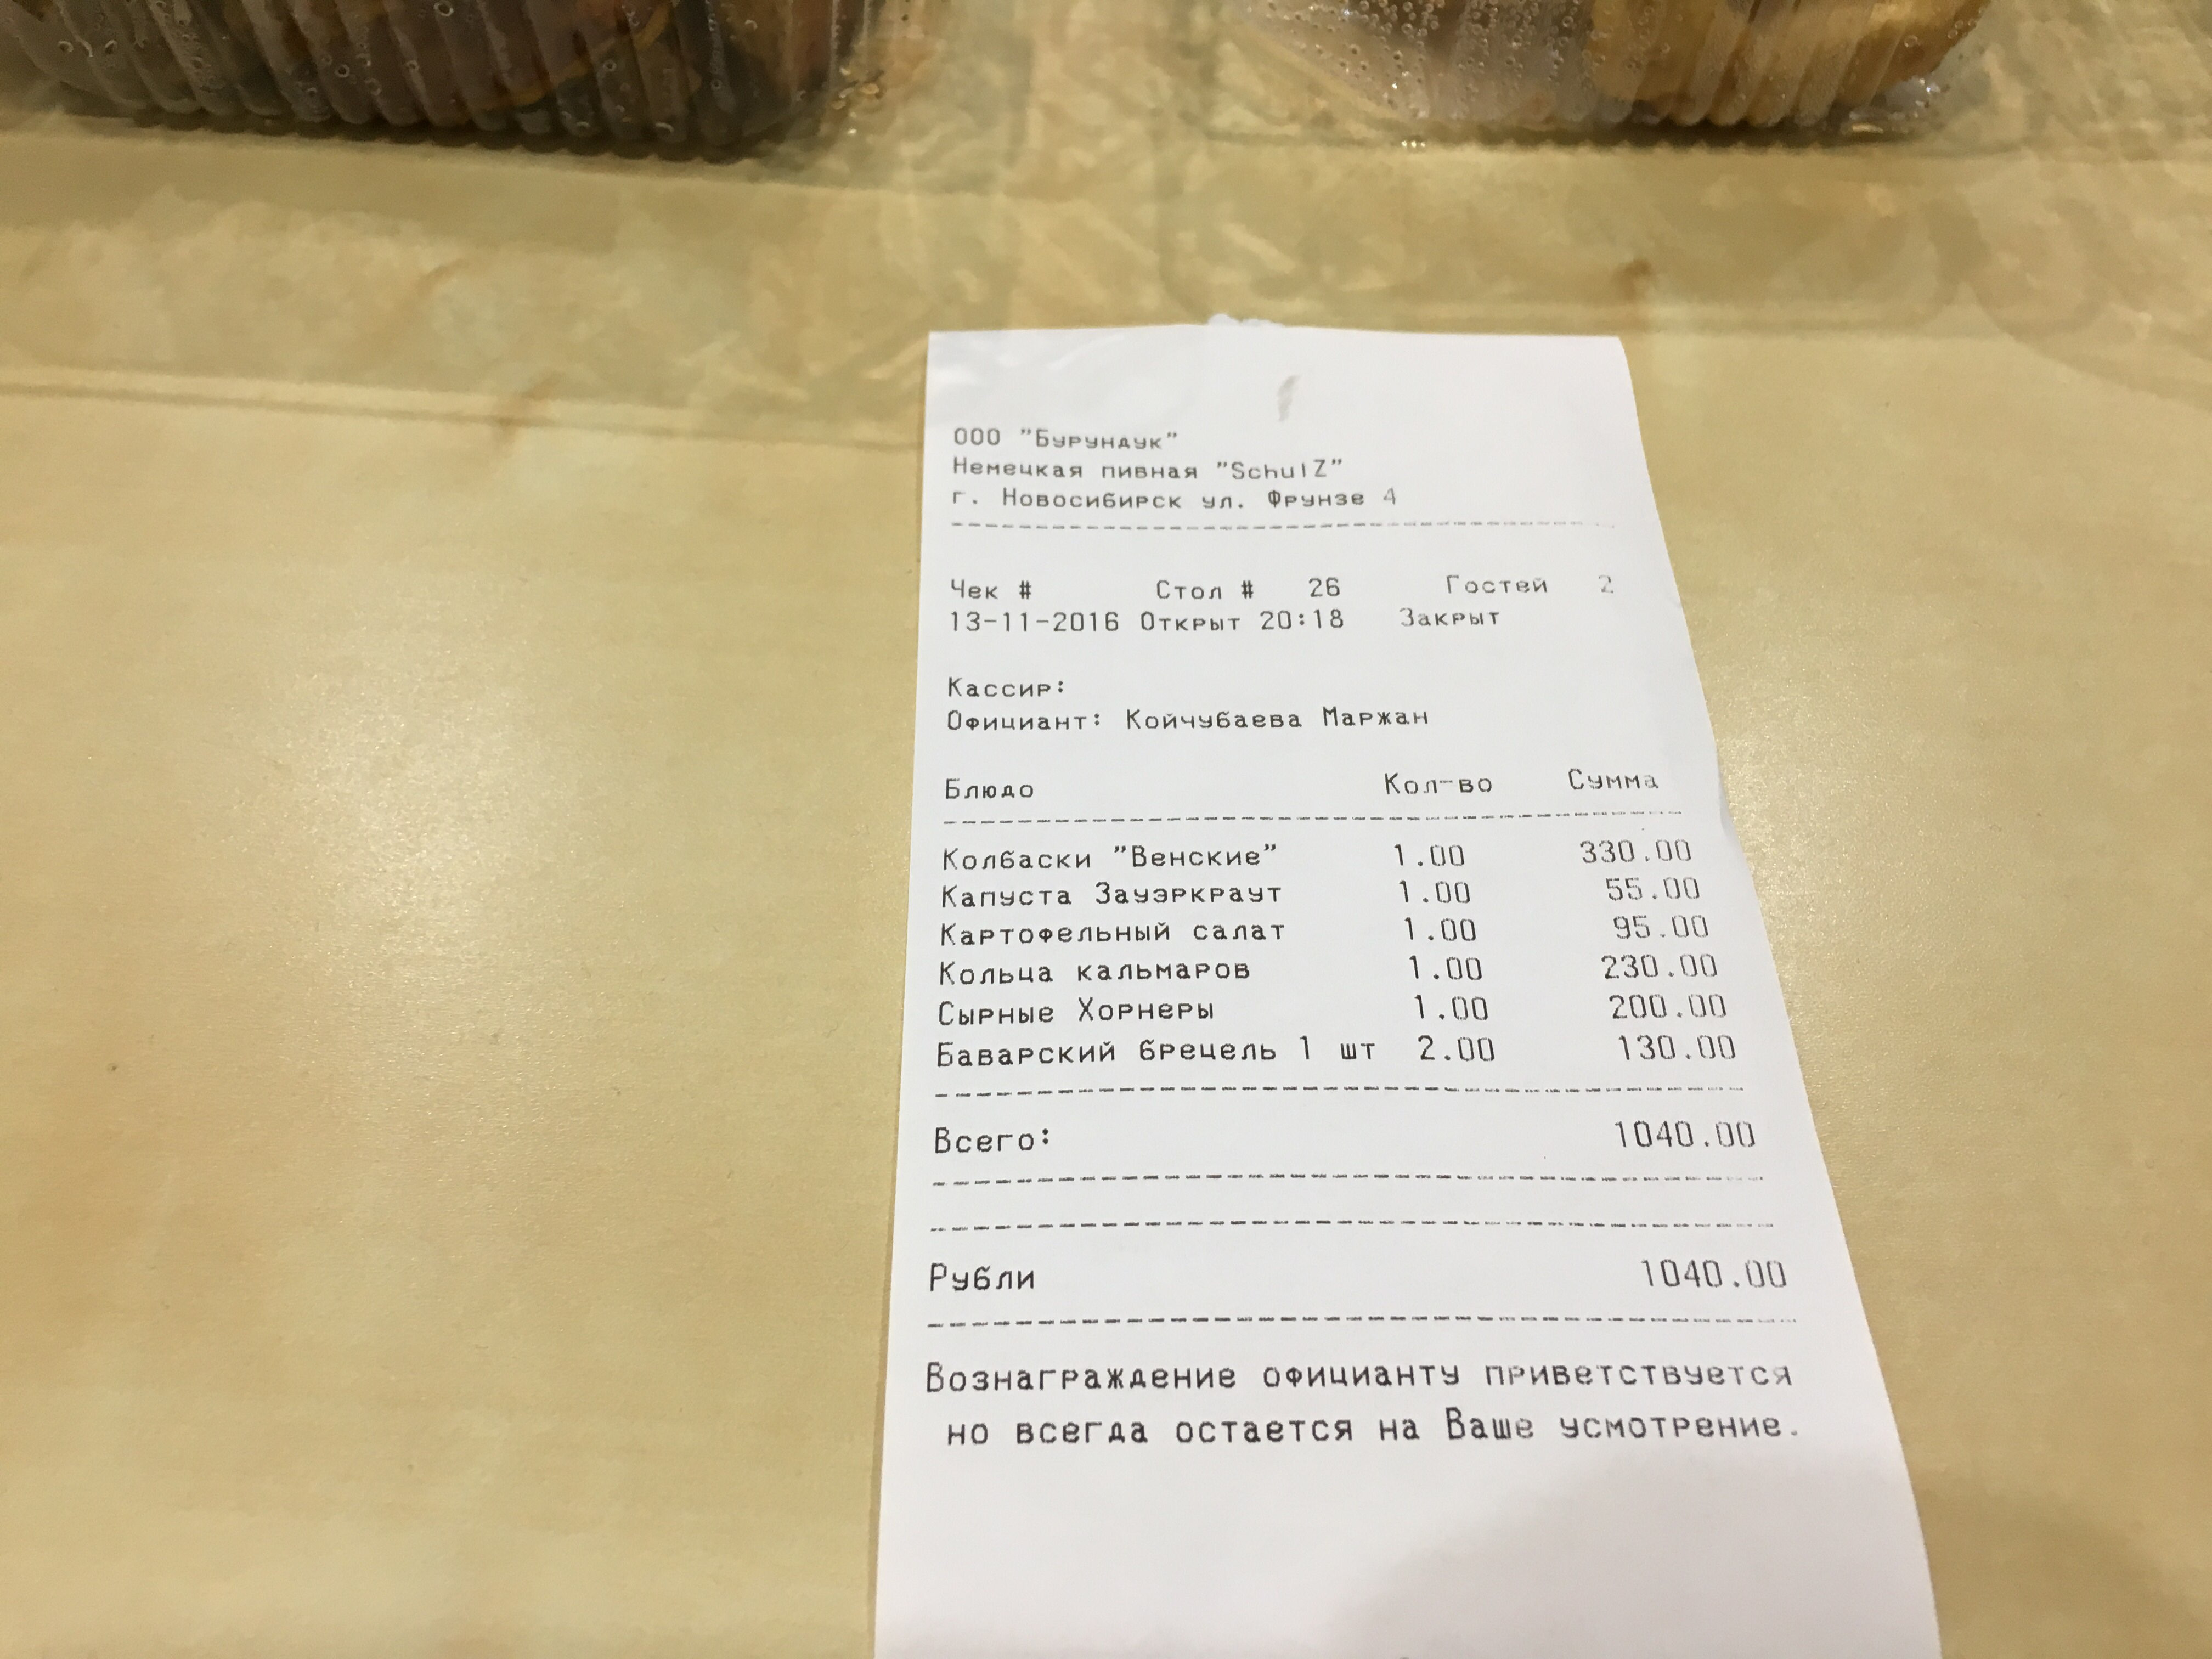 ООО "Бурундук"
Немецкая пивная "SchulZ"
г. Новосибирск ул. Фрунзе 4
Чек # Стол # 26 Гостей 2
13-11-2016 Открыт 20:18 Закрыт
Кассир:
Официант: Койчубаева Маржан
Блюдо Кол-во Сумма
Колбаски "Венские" 1.00 330.00
Капуста Зауэркраут 1.00 55.00
Картофельный салат 1.00 95.00
Кольца кальмаров 1.00 230.00
Сырные Хорнеры 1.00 200.00
Баварский брецель 1 шт 2.00 130.00
Всего: 1040.00
Рубли 1040.00
Вознаграждение официанту приветствуется
но всегда остается на Ваше усмотрение.